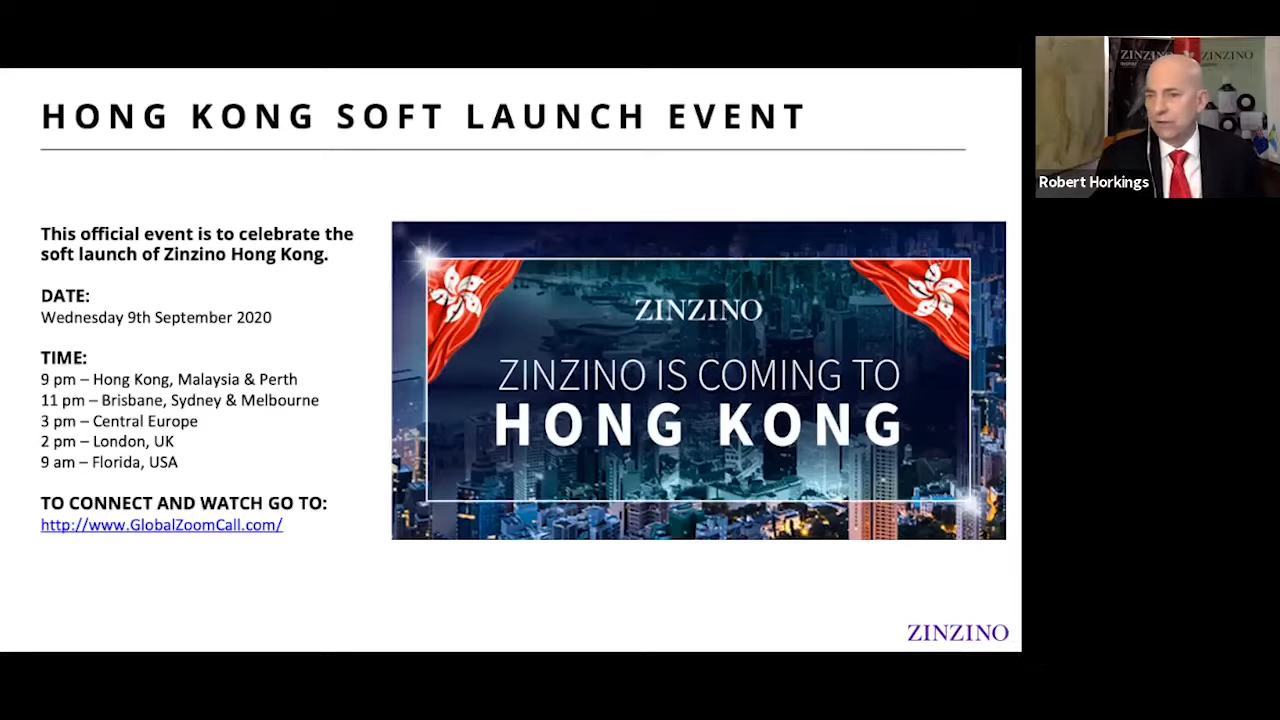 HONG KONG SOFT LAUNCH EVENT
This official event is to celebrate the
soft launch of Zinzino Hong Kong.
DATE:
Wednesday 9th September 2020
TIME:
9 pm – Hong Kong, Malaysia & Perth
11 pm – Brisbane, Sydney & Melbourne
3 pm – Central Europe
2 pm – London, UK
9 am – Florida, USA
TO CONNECT AND WATCH GO TO:
http://www.GlobalZoomCall.com/
ZINZINO
ZINZINO IS COMING TO
HONG KONG
ZINZINO
ZINZINO
ZINZINO
Robert Horkings